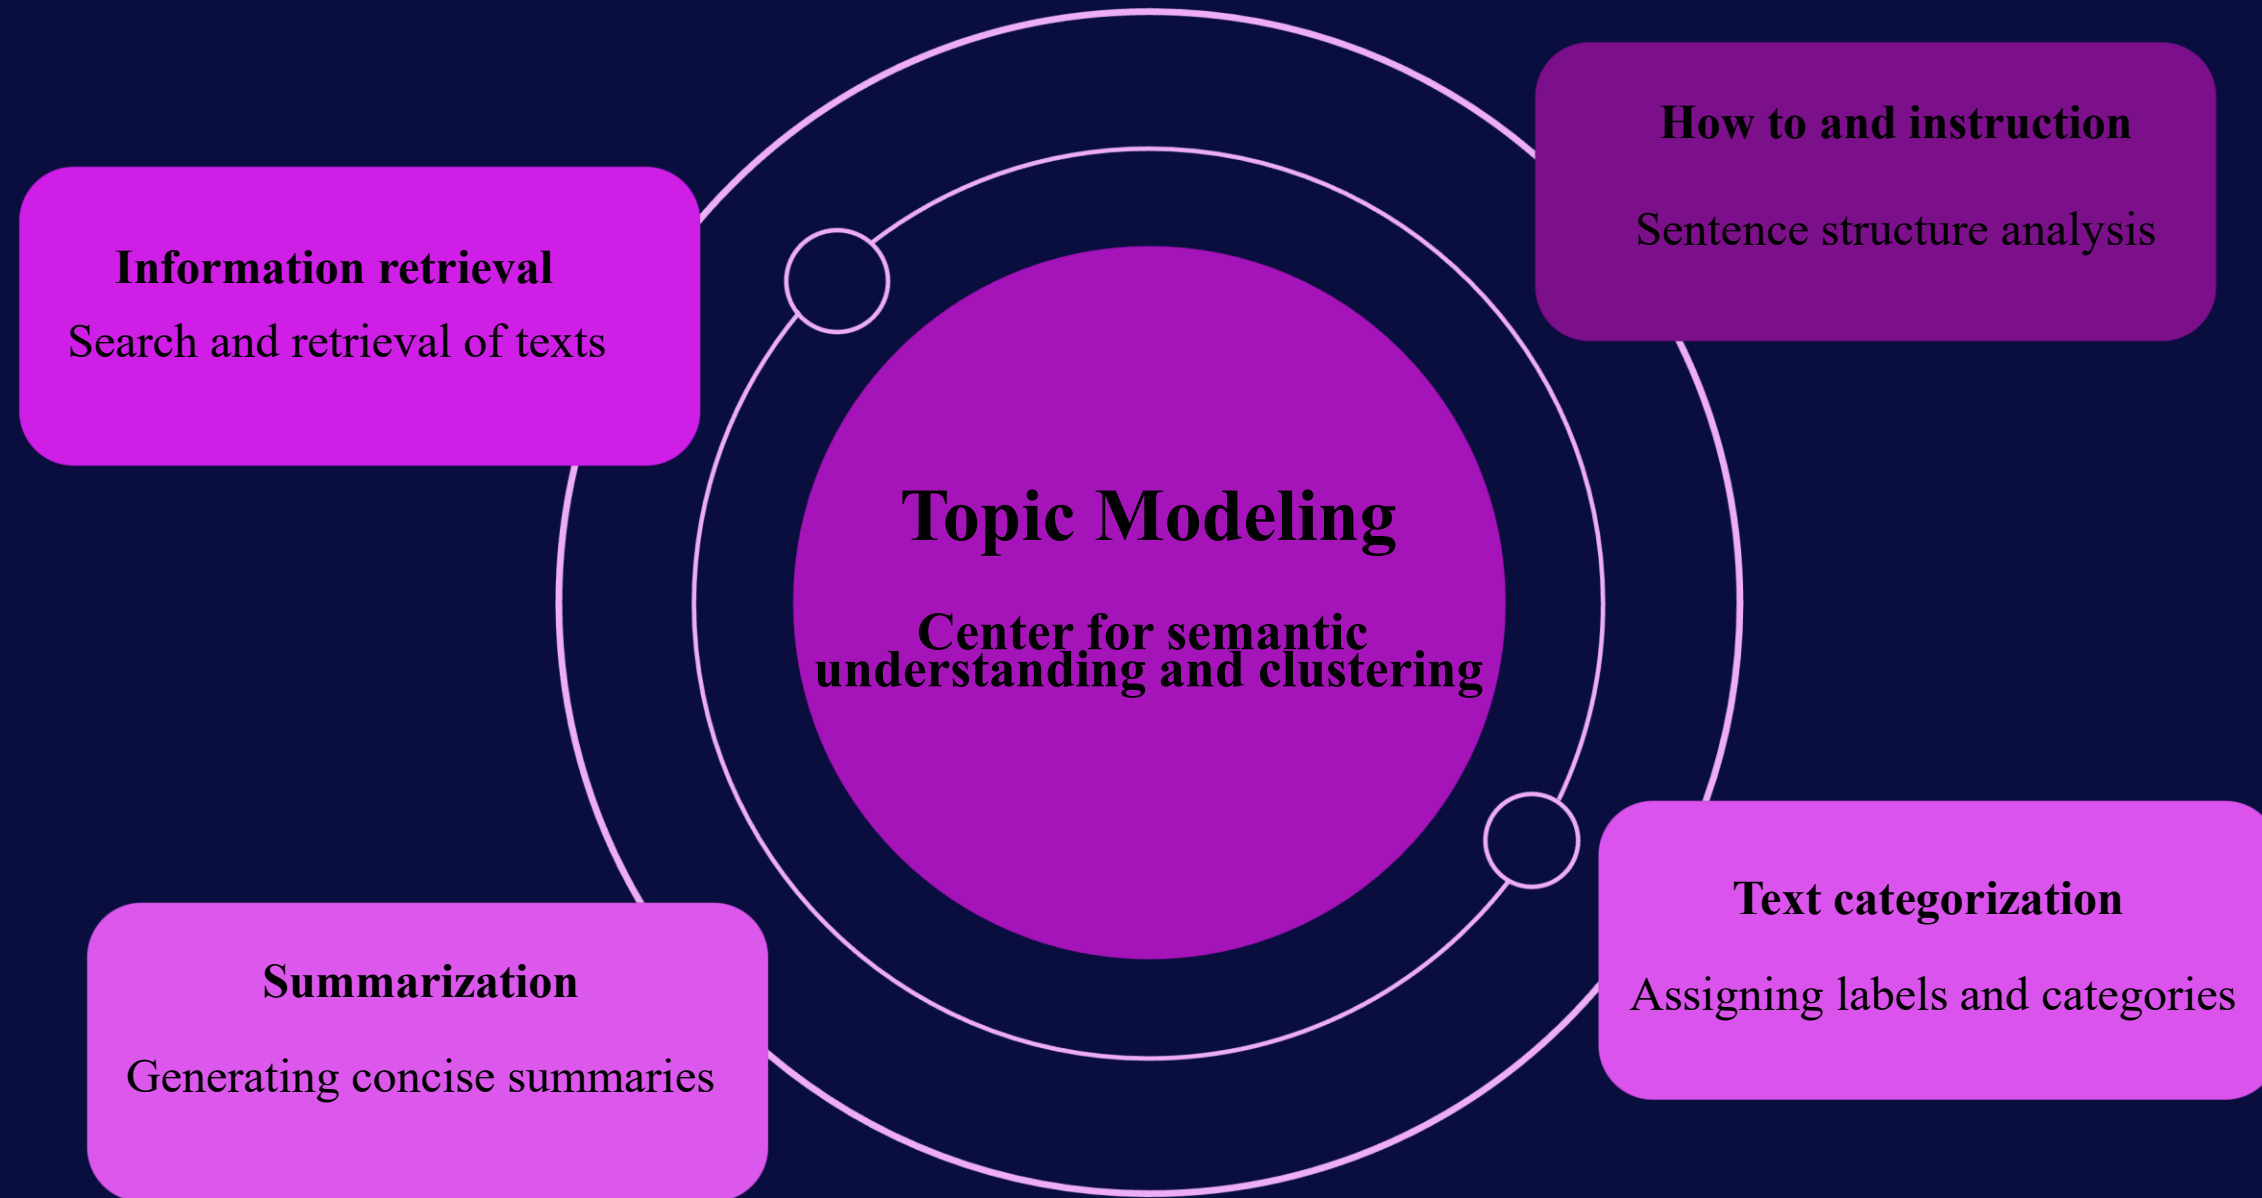 How to and instruction
Sentence structure analysis
Information retrieval
Search and retrieval of texts
Topic Modeling
Center for semantic
understanding and clustering
Text categorization
Assigning labels and categories
Summarization
Generating concise summaries